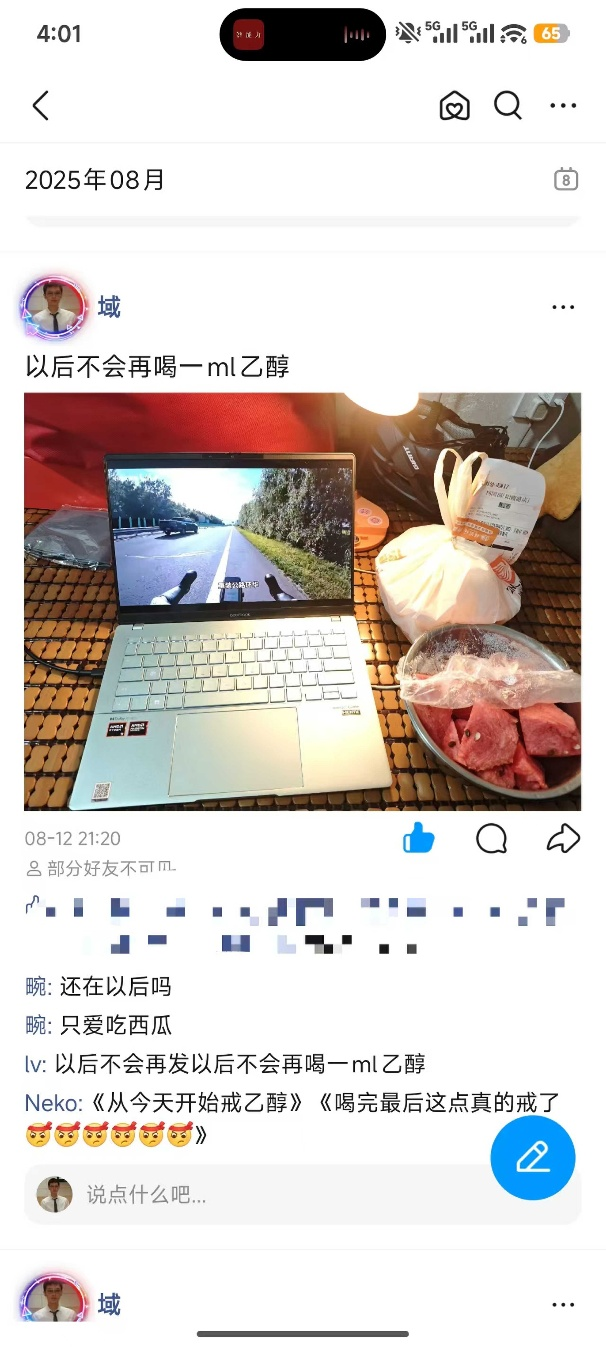 4:01
5G
5G
65
2025年08月
8
域
以后不会再喝一ml乙醇
08-12 21:20
部分好友不可
畹: 还在以后吗
畹: 只爱吃西瓜
lv: 以后不会再发以后不会再喝一ml乙醇
Neko:《从今天开始戒乙醇》《喝完最后这点真的戒了
》
说点什么吧...
域